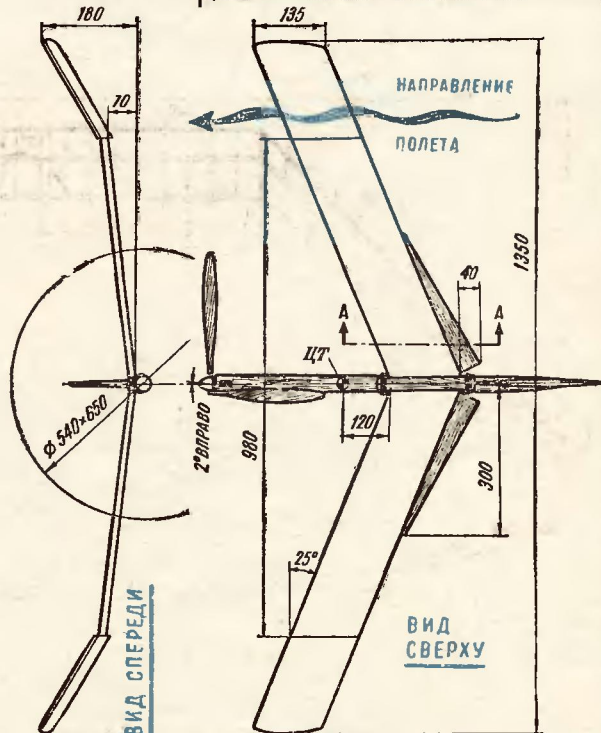 180
135
НАПРАВЛЕНИЕ
70
ПОЛЕТА
1350
40
А
А
ЦТ
Ø 540×650
2° ВПРАВО
980
120
300
25°
ВИД СПЕРЕДИ
ВИД
СВЕРХУ